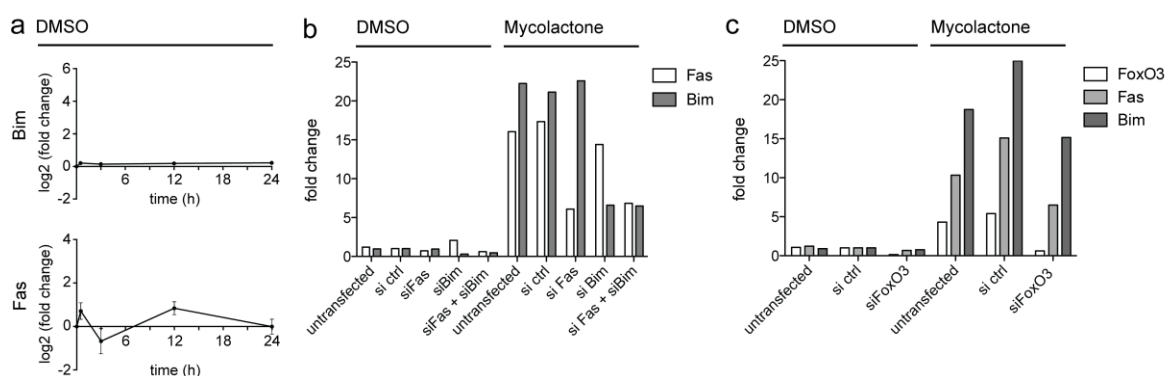 a
DMSO
Bim
log2 (fold change)
6
4
2
0
-2
6
12
18
24
time (h)
Fas
log2 (fold change)
4
2
0
-2
6
12
18
24
time (h)
b
DMSO
Mycolactone
fold change
25
20
15
10
5
0
untransfected
si ctrl
siFas
siBim
siFas + siBim
untransfected
si ctrl
si Fas
si Bim
si Fas + siBim
Fas
Bim
c
DMSO
Mycolactone
fold change
25
20
15
10
5
0
untransfected
si ctrl
siFoxO3
untransfected
si ctrl
siFoxO3
FoxO3
Fas
Bim